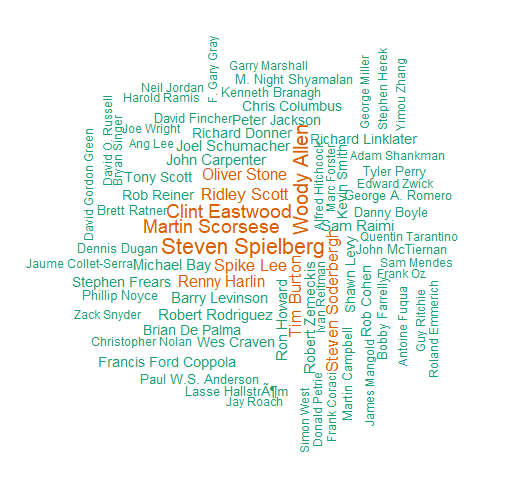 F. Gary Gray
Garry Marshall
George Miller
Stephen Herek
Yimou Zhang
Neil Jordan
M. Night Shyamalan
Harold Ramis
Kenneth Branagh
Chris Columbus
David O. Russell
Bryan Singer
David Fincher
Peter Jackson
Joe Wright
Richard Donner
Woody Allen
Richard Linklater
David Gordon Green
Ang Lee
Joel Schumacher
Alfred Hitchcock
Marc Forster
Kevin Smith
Adam Shankman
John Carpenter
Tyler Perry
Tony Scott
Oliver Stone
Edward Zwick
Rob Reiner
Ridley Scott
George A. Romero
Brett Ratner
Clint Eastwood
Danny Boyle
Martin Scorsese
Sam Raimi
Quentin Tarantino
Dennis Dugan
Steven Spielberg
John McTiernan
Jaume Collet-Serra
Michael Bay
Spike Lee
Sam Mendes
Frank Oz
Stephen Frears
Renny Harlin
Tim Burton
Robert Zemeckis
Ivan Reitman
Steven Soderbergh
Shawn Levy
Rob Cohen
Bobby Farrelly
Antoine Fuqua
Guy Ritchie
Roland Emmerich
Phillip Noyce
Barry Levinson
Ron Howard
Zack Snyder
Robert Rodriguez
Brian De Palma
Christopher Nolan
Wes Craven
Martin Campbell
James Mangold
Francis Ford Coppola
Paul W.S. Anderson
Lasse HallstrÃ¶m
Jay Roach
Simon West
Donald Petrie
Frank Coraci